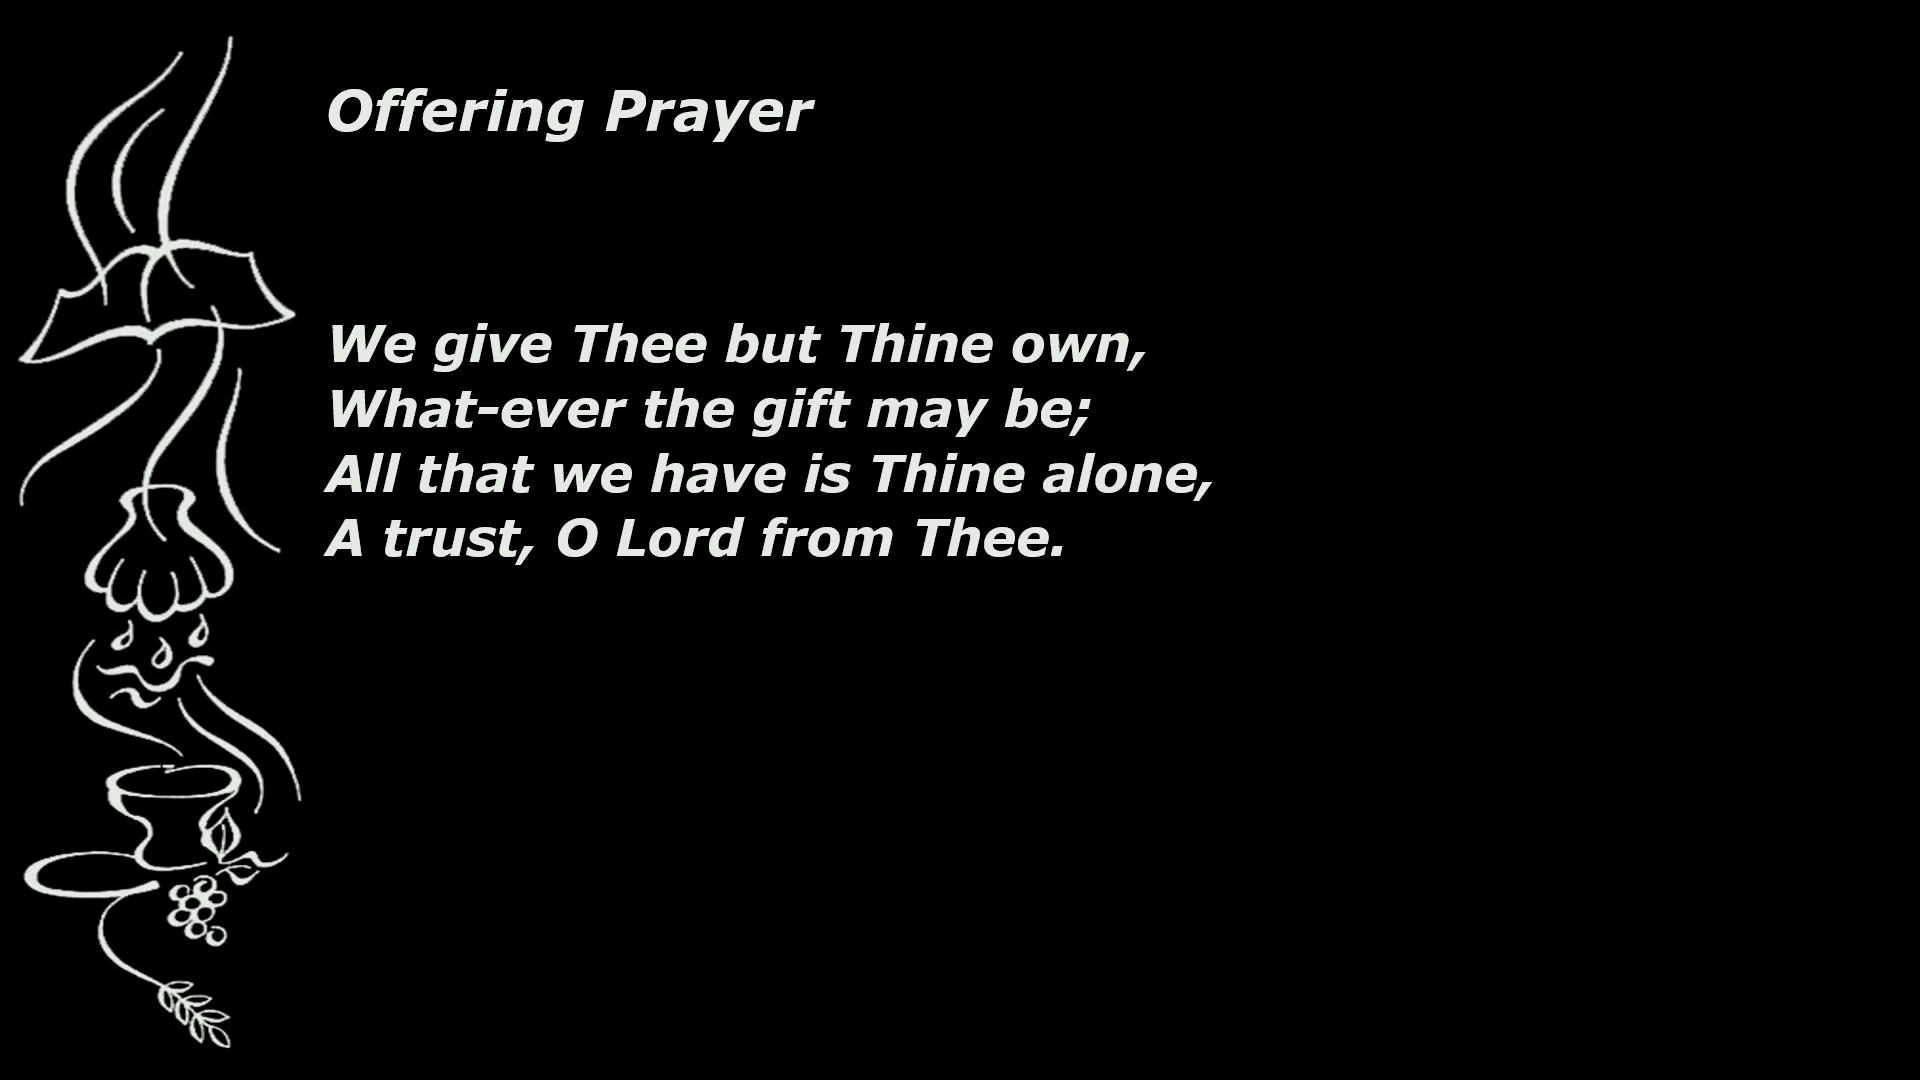 Offering Prayer
We give Thee but Thine own,
What-ever the gift may be;
All that we have is Thine alone,
A trust, O Lord from Thee.